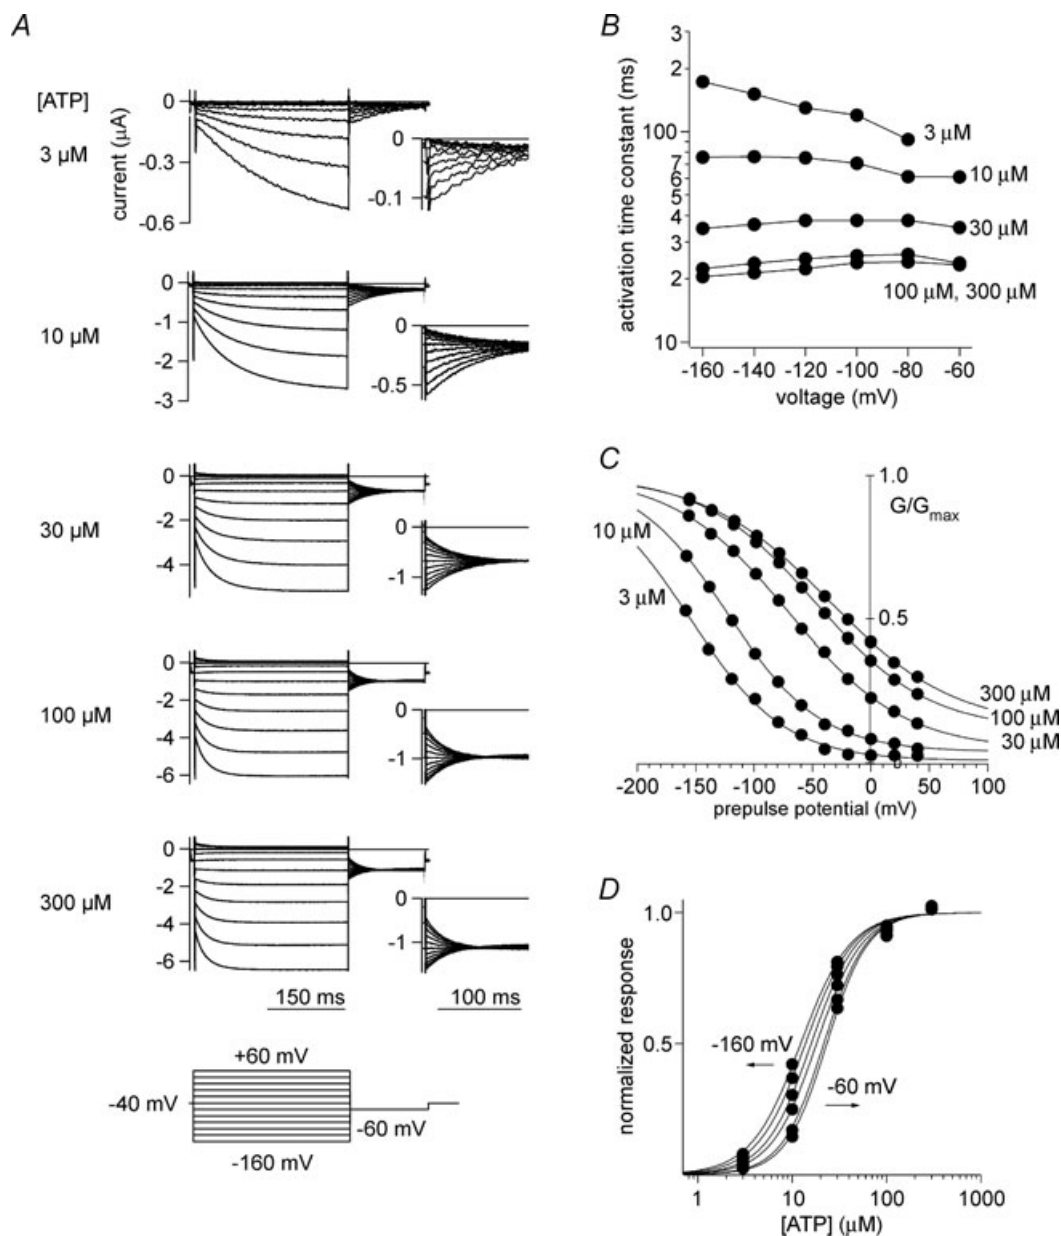 A
[ATP]
3 µM
current (µA)
0
-0.3
-0.6
0
-0.1
10 µM
0
-1
-2
-3
0
-0.5
30 µM
0
-2
-4
0
-1
100 µM
0
-2
-4
-6
0
-1
300 µM
0
-2
-4
-6
0
-1
150 ms
100 ms
+60 mV
-40 mV
-60 mV
-160 mV
B
activation time constant (ms)
3
2
100
7
6
5
4
3
2
10
3 µM
10 µM
30 µM
100 µM, 300 µM
-160 -140 -120 -100 -80 -60
voltage (mV)
C
1.0
G/Gmax
0.5
10 µM
3 µM
300 µM
100 µM
30 µM
-200 -150 -100 -50 0 50 100
prepulse potential (mV)
D
normalized response
1.0
0.5
-160 mV
-60 mV
1 10 100 1000
[ATP] (µM)